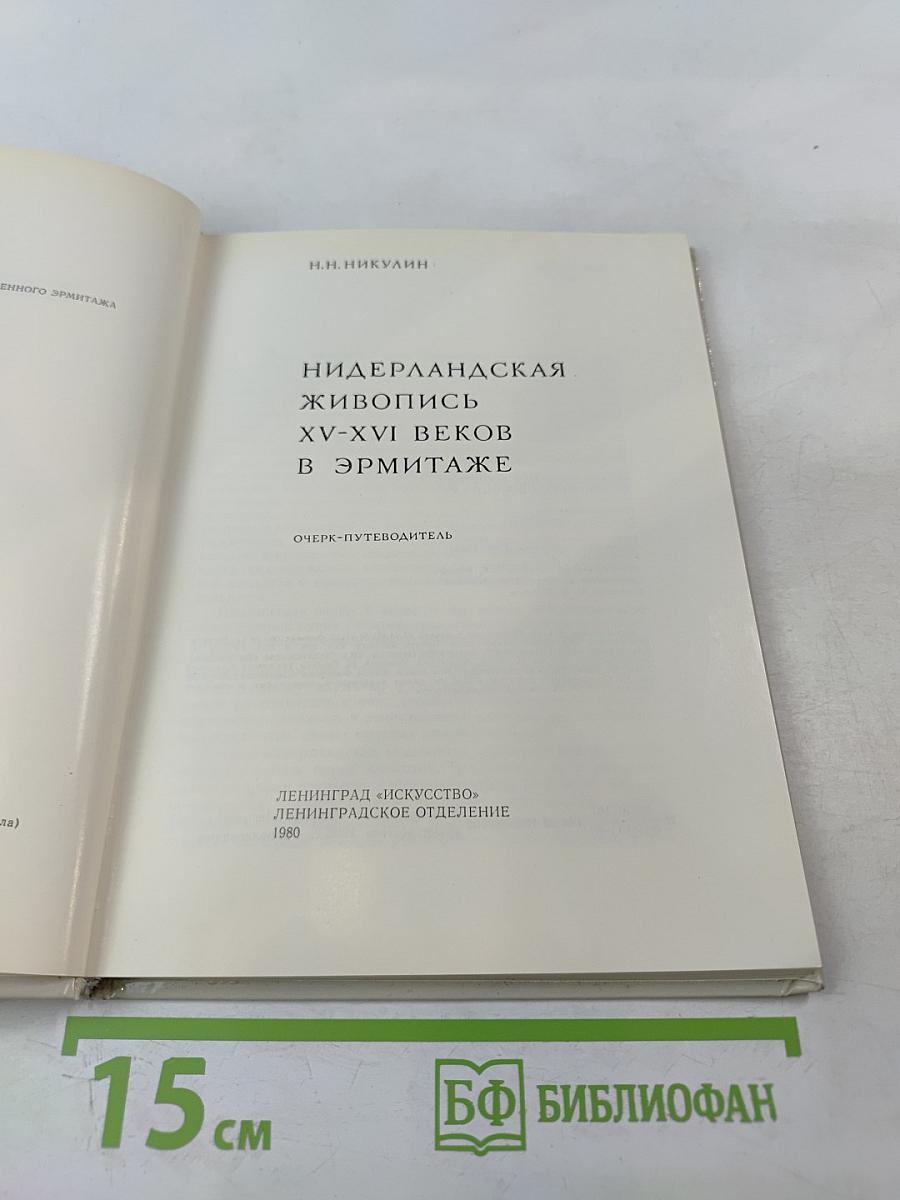 ЕННОГО ЭРМИТАЖА
ла)
Н.Н. НИКУЛИН
НИДЕРЛАНДСКАЯ
ЖИВОПИСЬ
XV-XVI ВЕКОВ
В ЭРМИТАЖЕ
ОЧЕРК-ПУТЕВОДИТЕЛЬ
ЛЕНИНГРАД «ИСКУССТВО»
ЛЕНИНГРАДСКОЕ ОТДЕЛЕНИЕ
1980
15 см
БФ БИБЛИОФАН